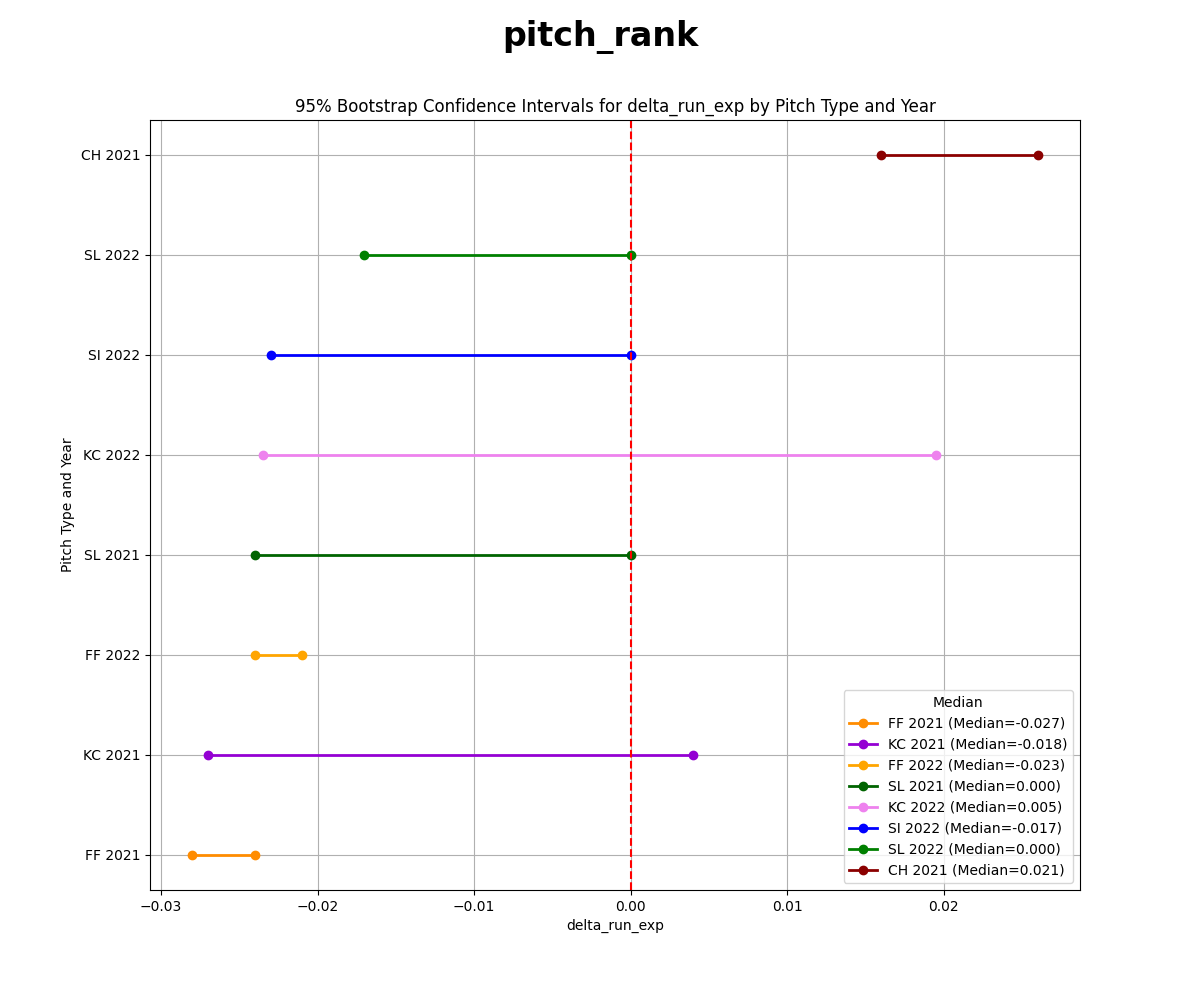 pitch_rank
95% Bootstrap Confidence Intervals for delta_run_exp by Pitch Type and Year
Pitch Type and Year
CH 2021
SL 2022
SI 2022
KC 2022
SL 2021
FF 2022
KC 2021
FF 2021
Median
FF 2021 (Median=-0.027)
KC 2021 (Median=-0.018)
FF 2022 (Median=-0.023)
SL 2021 (Median=0.000)
KC 2022 (Median=0.005)
SI 2022 (Median=-0.017)
SL 2022 (Median=0.000)
CH 2021 (Median=0.021)
−0.03 −0.02 −0.01 0.00 0.01 0.02
delta_run_exp